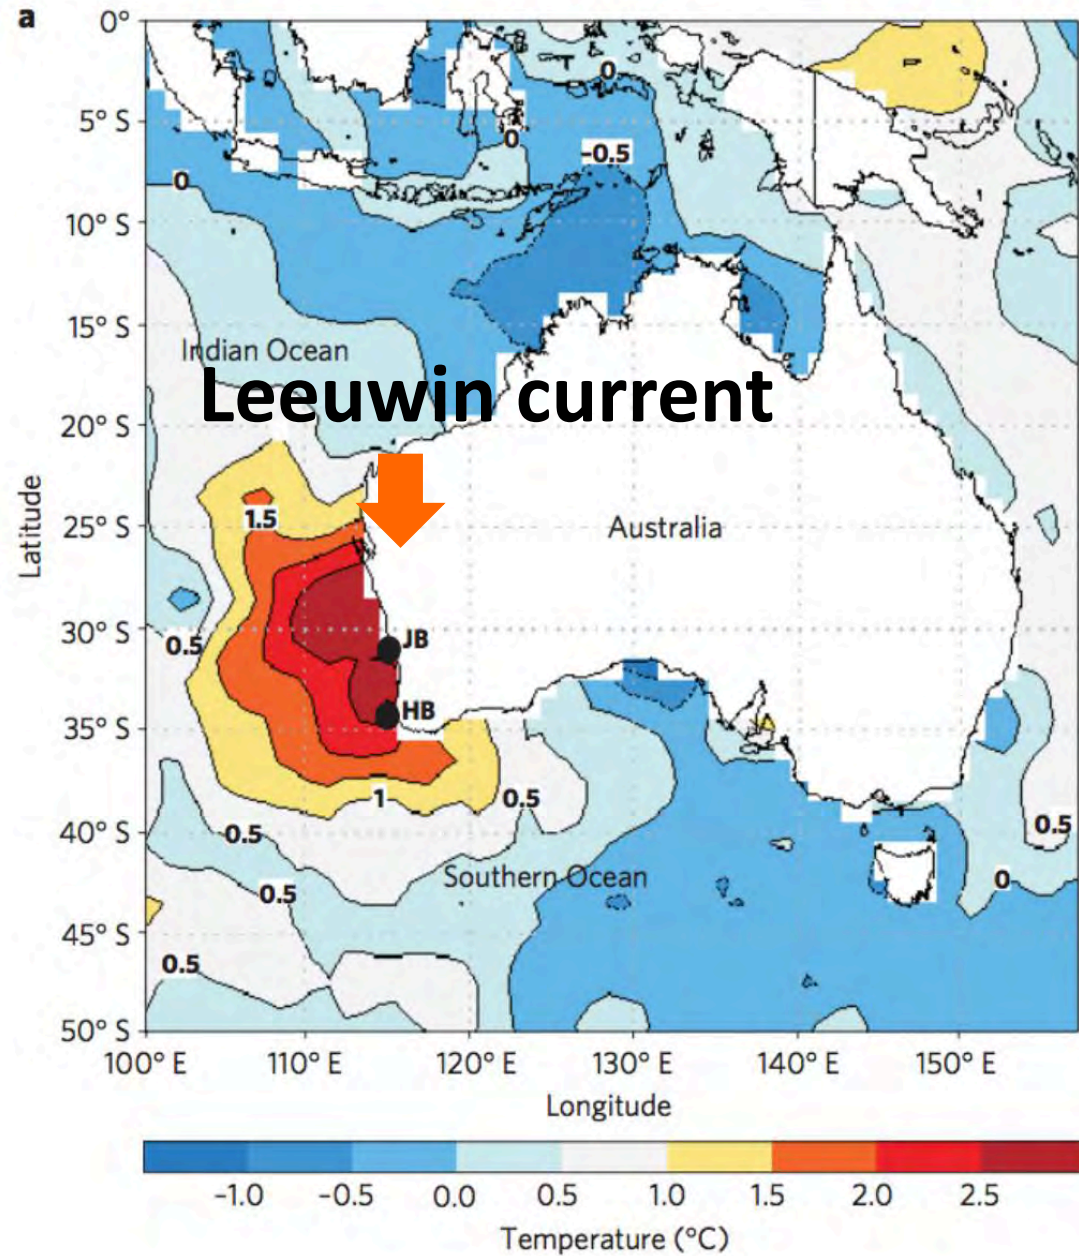 a
0°
5° S
10° S
15° S
20° S
25° S
30° S
35° S
40° S
45° S
50° S
Latitude
0
0
-0.5
0
Indian Ocean
Leeuwin current
1.5
Australia
0.5
JB
HB
1
0.5
0.5
0.5
Southern Ocean
0.5
0
0.5
100° E 110° E 120° E 130° E 140° E 150° E
Longitude
-1.0 -0.5 0.0 0.5 1.0 1.5 2.0 2.5
Temperature (°C)